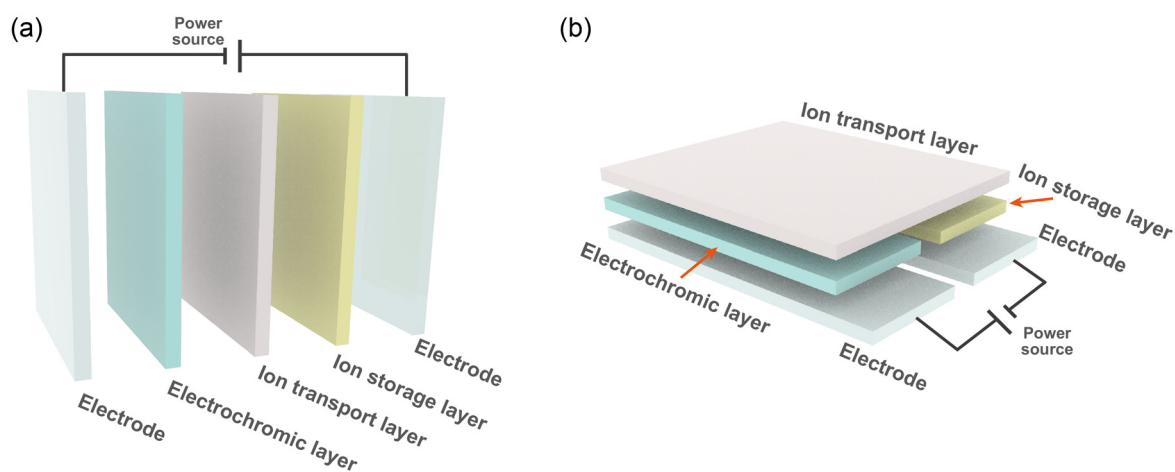 (a)
Power
source
Electrode
Electrochromic layer
Ion transport layer
Ion storage layer
Electrode
(b)
Ion transport layer
Ion storage layer
Electrode
Electrochromic layer
Power
source
Electrode